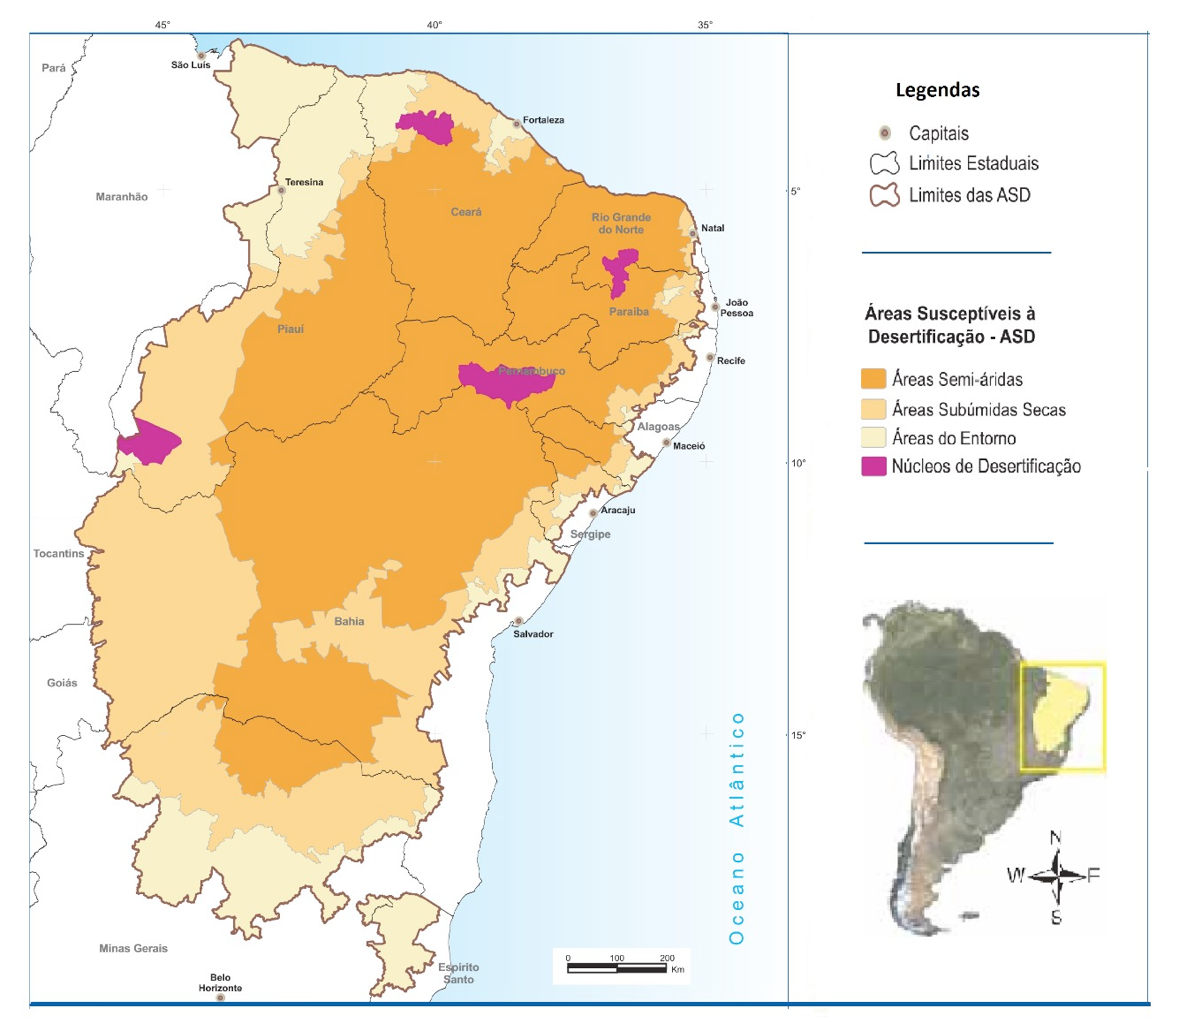 45°
40°
35°
Pará
São Luís
Fortaleza
Teresina
Maranhão
Ceará
5°
Rio Grande
do Norte
Natal
João
Pessoa
Paraiba
Piauí
Recife
Pernambuco
Alagoas
Maceió
10°
Aracaju
Sergipe
Tocantins
Bahia
Salvador
Goiás
15°
Oceano Atlântico
Minas Gerais
Belo
Horizonte
Espírito
Santo
0 100 200
Km
Legendas
Capitais
Limites Estaduais
Limites das ASD
Áreas Susceptíveis à
Desertificação - ASD
Áreas Semi-áridas
Áreas Subúmidas Secas
Áreas do Entorno
Núcleos de Desertificação
N
W
S